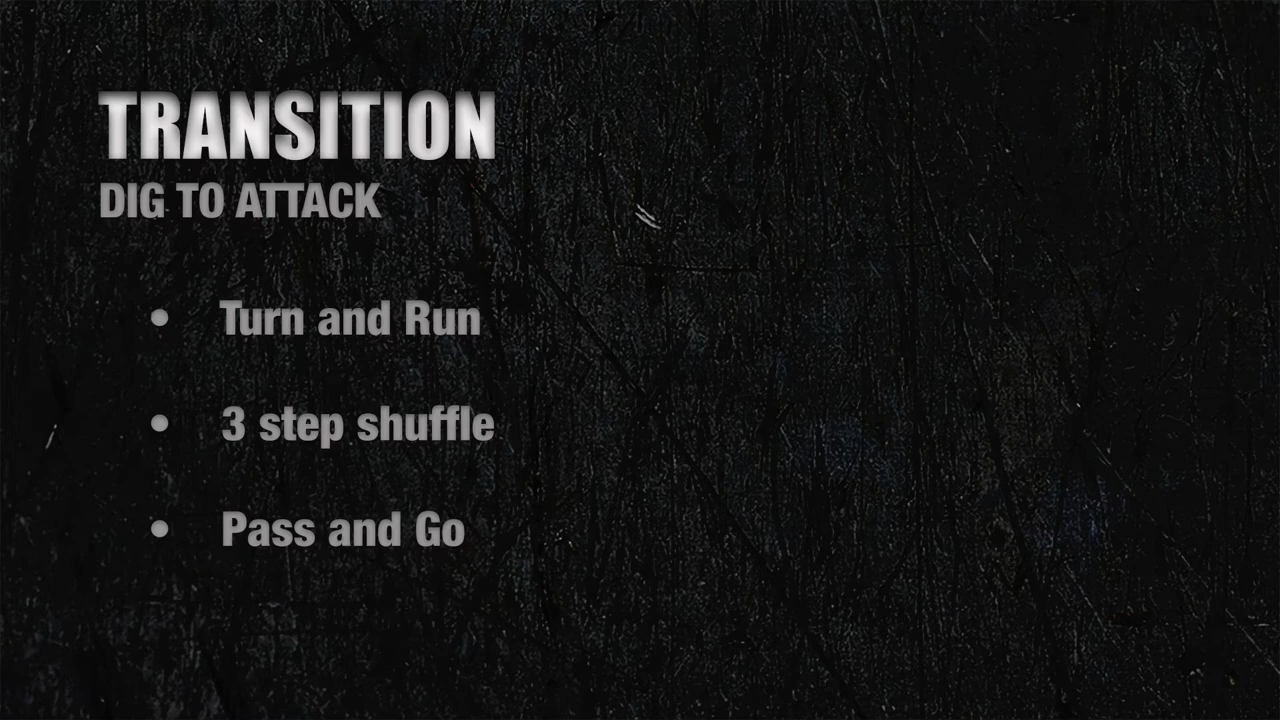 TRANSITION
DIG TO ATTACK
• Turn and Run
• 3 step shuffle
• Pass and Go